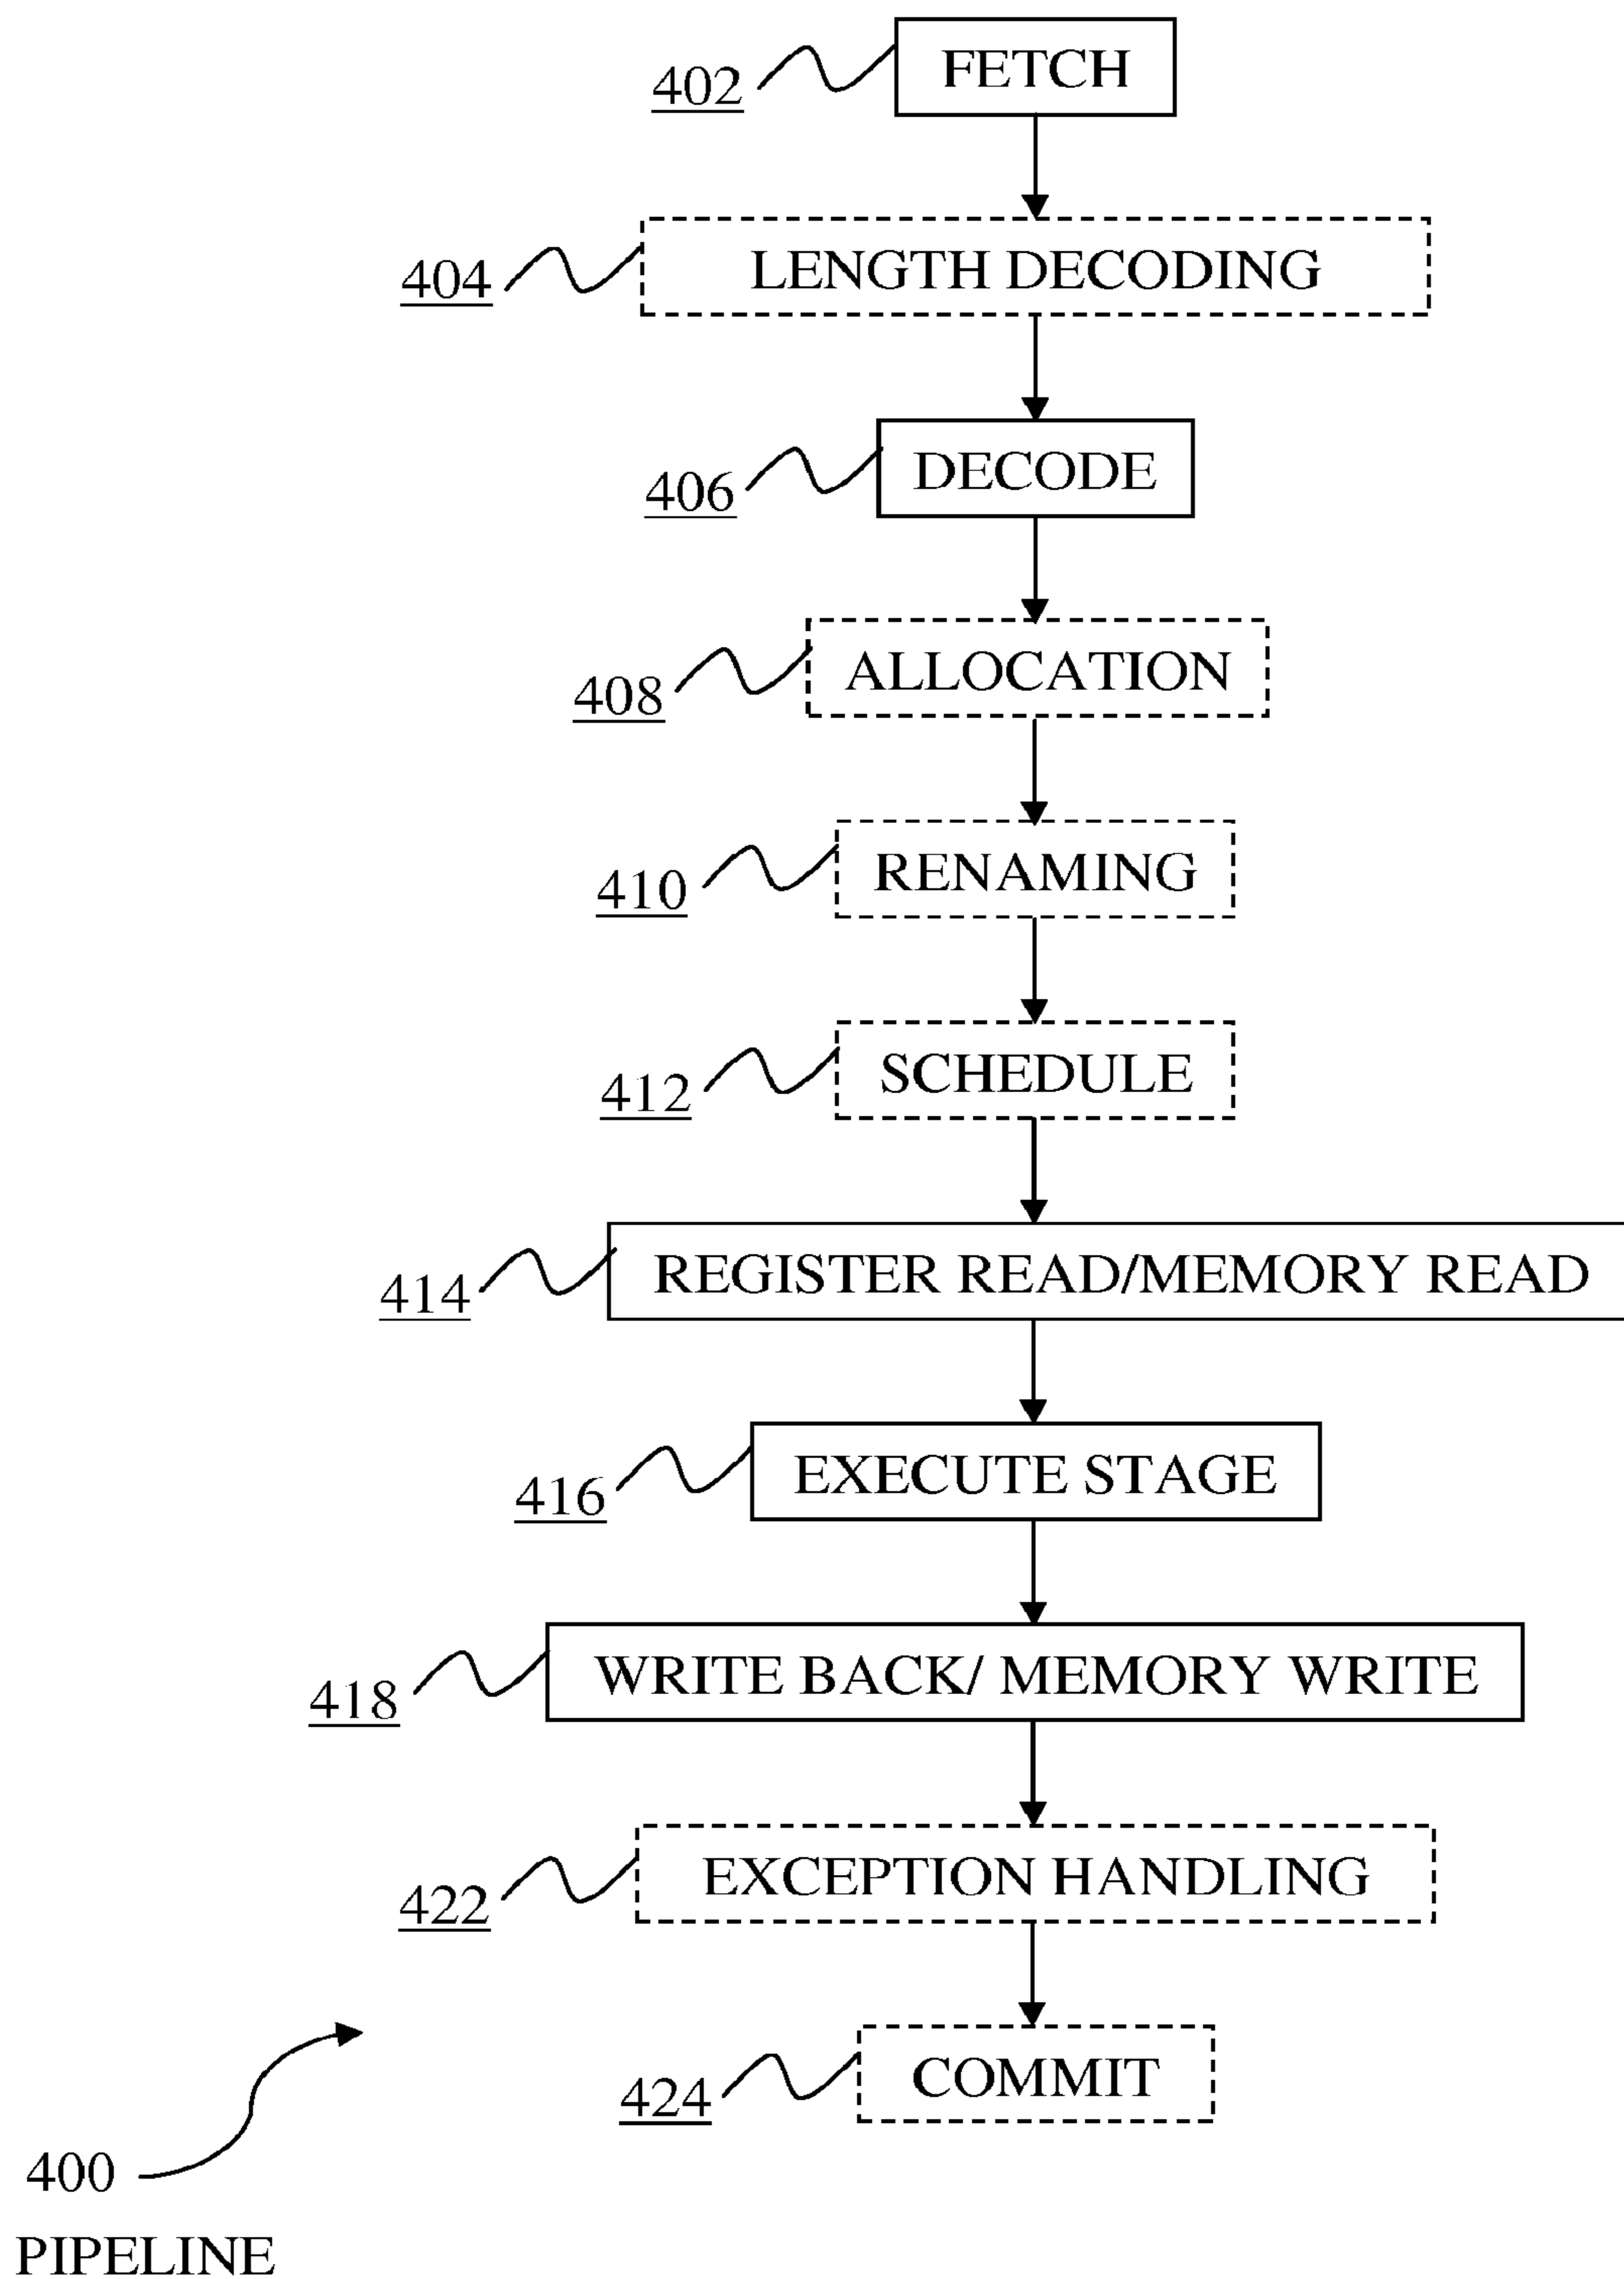 FETCH
402
LENGTH DECODING
404
DECODE
406
ALLOCATION
408
RENAMING
410
SCHEDULE
412
REGISTER READ/MEMORY READ
414
EXECUTE STAGE
416
WRITE BACK/ MEMORY WRITE
418
EXCEPTION HANDLING
422
COMMIT
424
400
PIPELINE